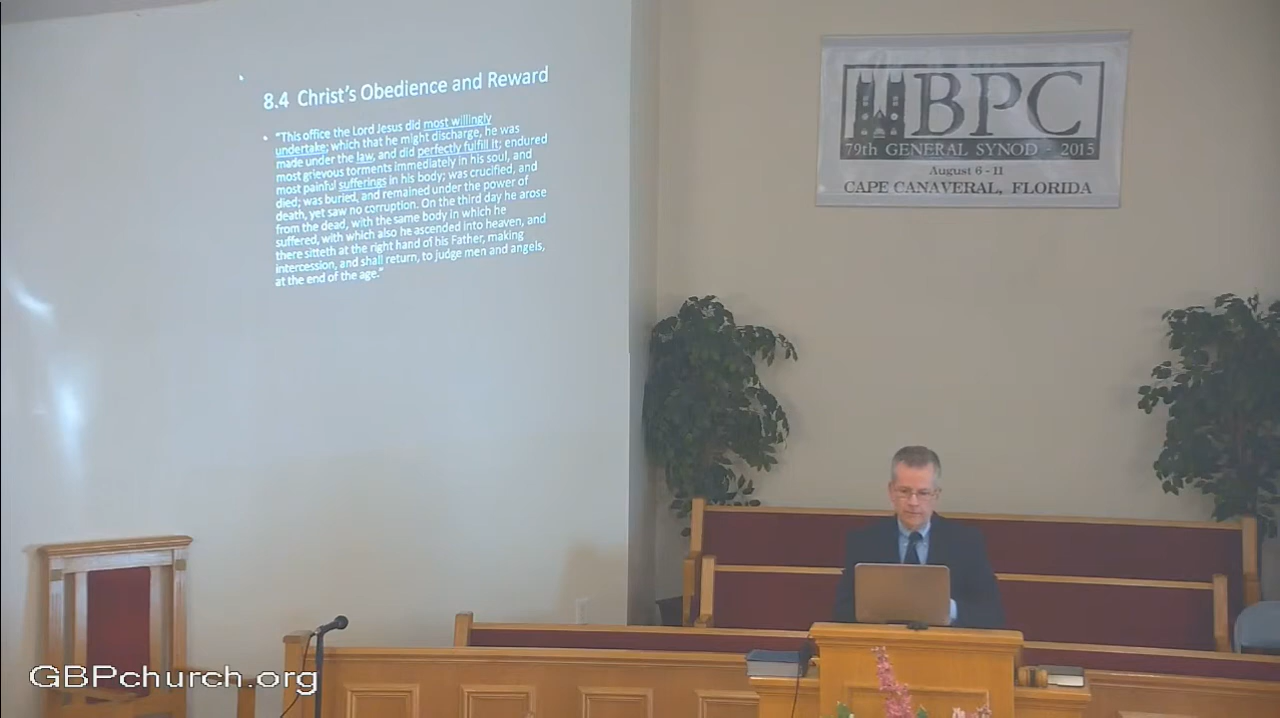 8.4 Christ's Obedience and Reward
• "This office the Lord Jesus did most willingly
undertake; which that he might discharge, he was
made under the law, and did perfectly fulfill it; endured
most grievous torments immediately in his soul, and
most painful sufferings in his body; was crucified, and
died; was buried, and remained under the power of
death, yet saw no corruption. On the third day he arose
from the dead, with the same body in which he
suffered, with which also he ascended into heaven, and
there sitteth at the right hand of his Father, making
intercession, and shall return, to judge men and angels,
at the end of the age."
BPC
79th GENERAL SYNOD - 2015
August 6 - 11
CAPE CANAVERAL, FLORIDA
GBPchurch.org